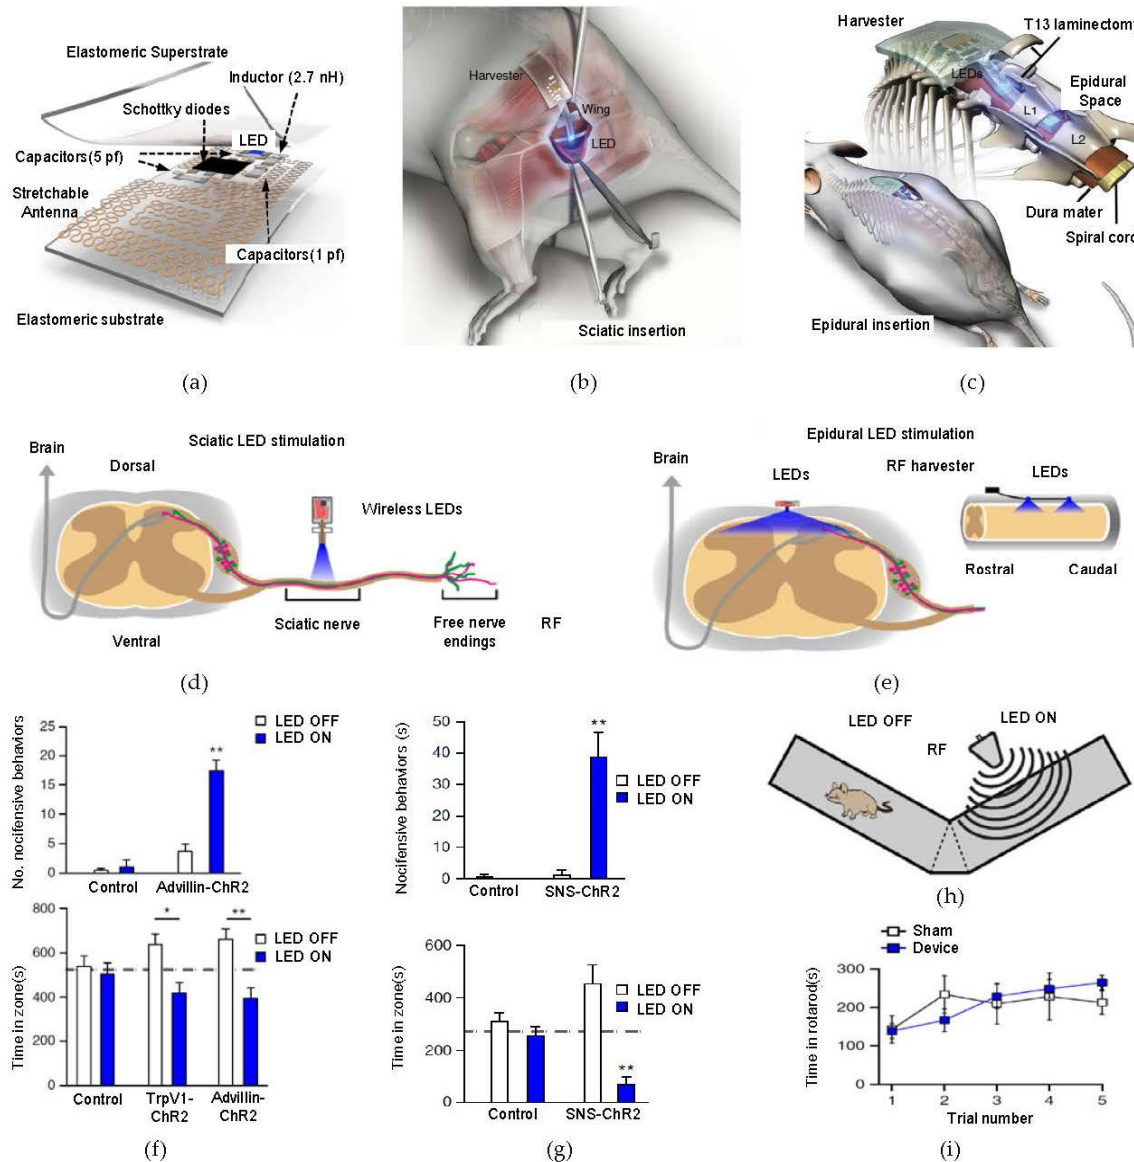 Elastomeric Superstrate
Inductor (2.7 nH)
Schottky diodes
LED
Capacitors(5 pf)
Stretchable
Antenna
Capacitors(1 pf)
Elastomeric substrate
(a)
Harvester
Wing
LED
Sciatic insertion
(b)
Harvester
T13 laminectomy
LEDs
Epidural
Space
L1
L2
Dura mater
Spiral cord
Epidural insertion
(c)
Sciatic LED stimulation
Brain
Dorsal
Wireless LEDs
Ventral
Sciatic nerve
Free nerve
endings
RF
(d)
Epidural LED stimulation
Brain
LEDs
RF harvester
LEDs
Rostral
Caudal
(e)
No. nocifensive behaviors
25
20
15
10
5
0
LED OFF
LED ON
**
Control
Advillin-ChR2
Time in zone(s)
800
600
400
200
0
*
**
LED OFF
LED ON
Control
TrpV1-
ChR2
Advillin-
ChR2
(f)
Nocifensive behaviors (s)
50
40
30
20
10
0
**
LED OFF
LED ON
Control
SNS-ChR2
Time in zone(s)
600
400
200
0
LED OFF
LED ON
**
Control
SNS-ChR2
(g)
LED OFF
LED ON
RF
(h)
Sham
Device
Time in rotarod(s)
300
200
100
0
1
2
3
4
5
Trial number
(i)